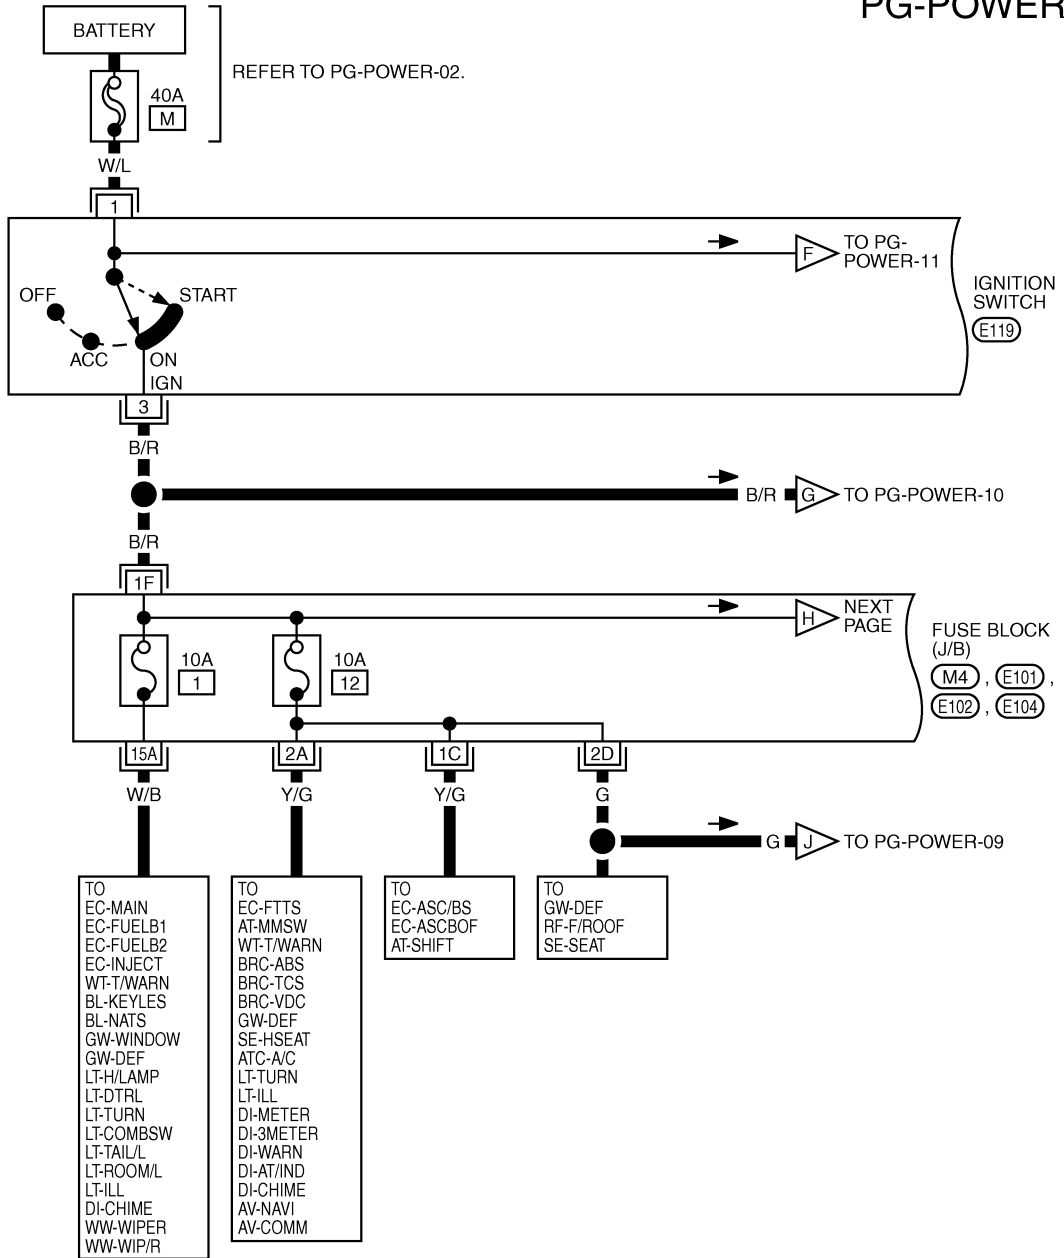 PG-POWER
BATTERY
REFER TO PG-POWER-02.
40A
M
W/L
1
F
TO PG-
POWER-11
IGNITION
SWITCH
E119
OFF
START
ACC
ON
IGN
3
B/R
B/R
G
TO PG-POWER-10
B/R
1F
H
NEXT
PAGE
FUSE BLOCK
(J/B)
M4 , E101 ,
E102 , E104
10A
1
10A
12
15A
2A
1C
2D
W/B
Y/G
Y/G
G
G
J
TO PG-POWER-09
TO
EC-MAIN
EC-FUELB1
EC-FUELB2
EC-INJECT
WT-T/WARN
BL-KEYLES
BL-NATS
GW-WINDOW
GW-DEF
LT-H/LAMP
LT-DTRL
LT-TURN
LT-COMBSW
LT-TAIL/L
LT-ROOM/L
LT-ILL
DI-CHIME
WW-WIPER
WW-WIP/R
TO
EC-FTTS
AT-MMSW
WT-T/WARN
BRC-ABS
BRC-TCS
BRC-VDC
GW-DEF
SE-HSEAT
ATC-A/C
LT-TURN
LT-ILL
DI-METER
DI-3METER
DI-WARN
DI-AT/IND
DI-CHIME
AV-NAVI
AV-COMM
TO
EC-ASC/BS
EC-ASCBOF
AT-SHIFT
TO
GW-DEF
RF-F/ROOF
SE-SEAT